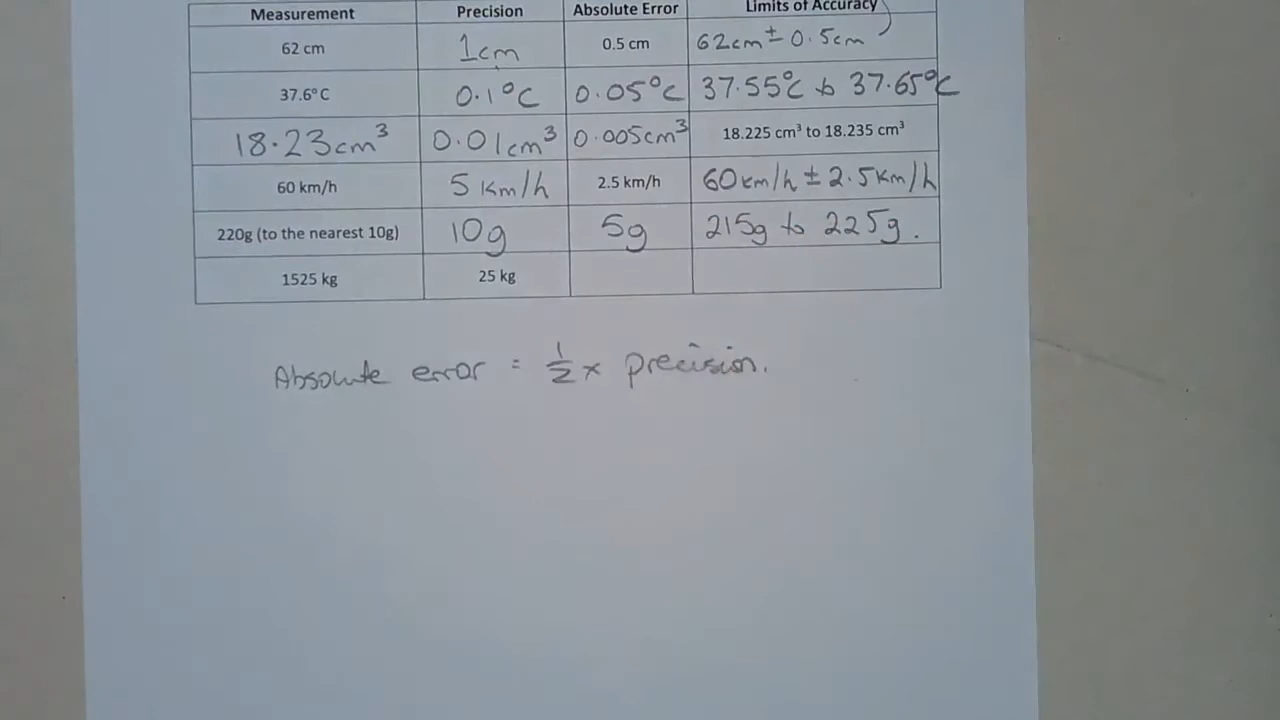 Measurement Precision Absolute Error Limits of Accuracy
62 cm 1cm 0.5 cm 62cm ± 0.5cm
37.6°C 0.1°C 0.05°C 37.55°C to 37.65°C
18.23cm³ 0.01cm³ 0.005cm³ 18.225 cm³ to 18.235 cm³
60 km/h 5 km/h 2.5 km/h 60km/h ± 2.5km/h
220g (to the nearest 10g) 10g 5g 215g to 225g.
1525 kg 25 kg
Absolute error = 1/2 × precision.